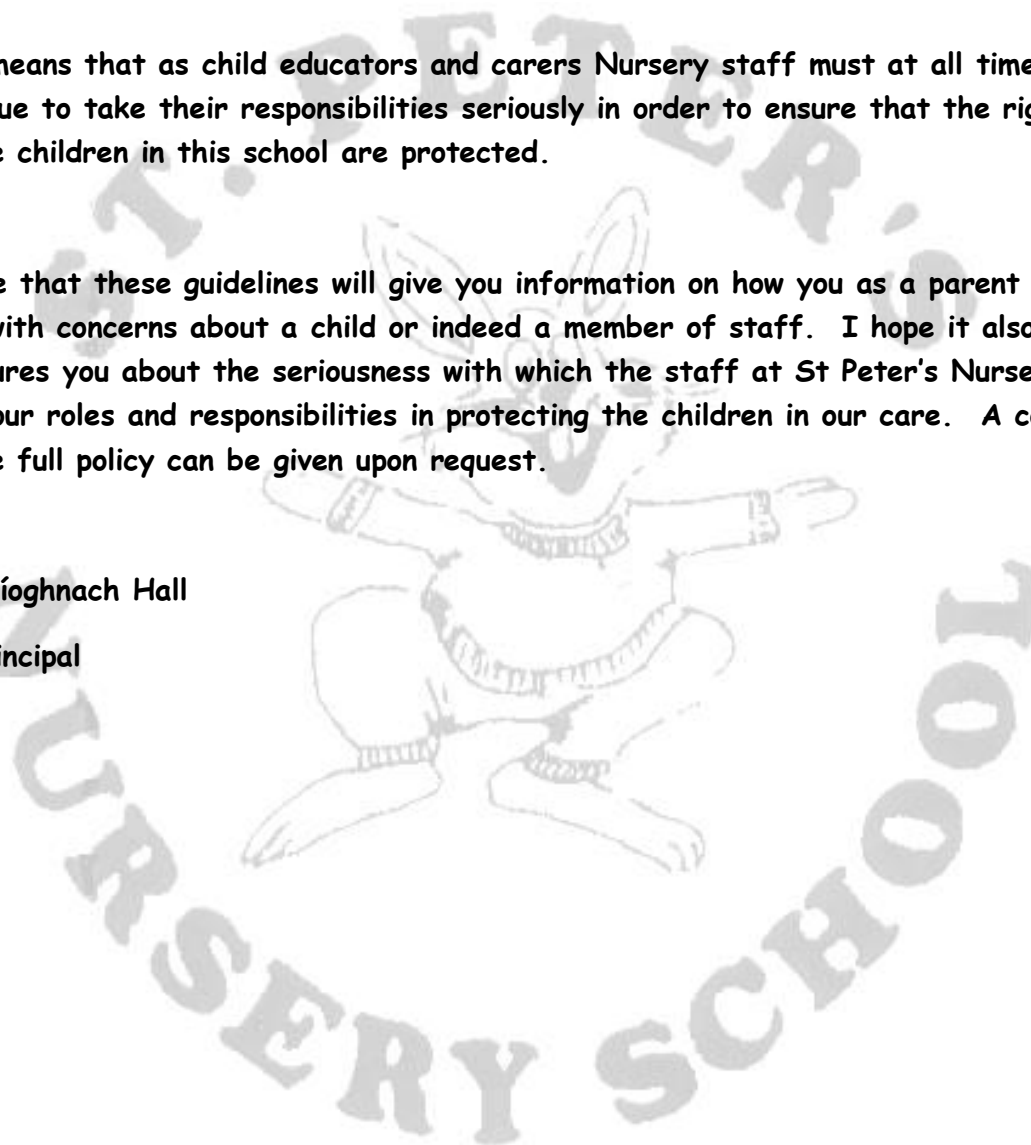 means that as child educators and carers Nursery staff must at all time
ue to take their responsibilities seriously in order to ensure that the rig
e children in this school are protected.
e that these guidelines will give you information on how you as a parent
with concerns about a child or indeed a member of staff. I hope it also
ures you about the seriousness with which the staff at St Peter's Nurse
our roles and responsibilities in protecting the children in our care. A c
e full policy can be given upon request.
íoghnach Hall
incipal
ST. PETER'S
NURSERY SCHOOL